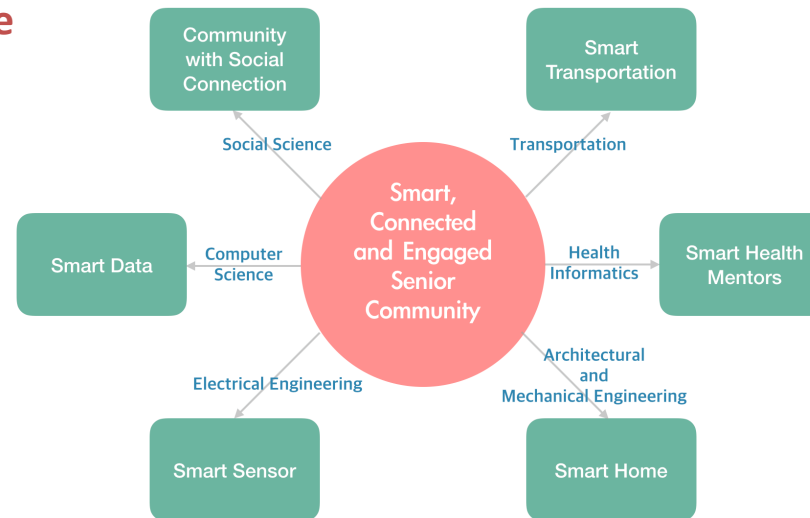 Community
with Social
Connection
Smart
Transportation
Social Science
Transportation
Smart,
Connected
and Engaged
Senior
Community
Smart Data
Computer
Science
Health
Informatics
Smart Health
Mentors
Electrical Engineering
Architectural
and
Mechanical Engineering
Smart Sensor
Smart Home